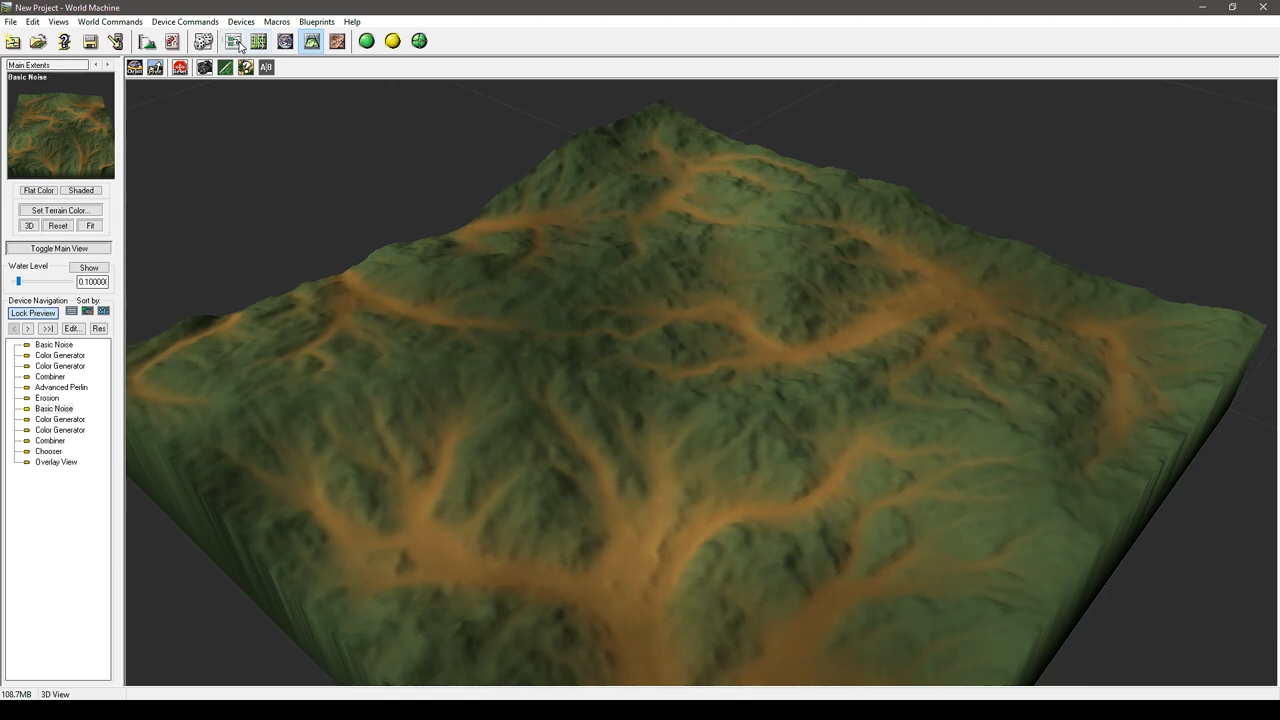 New Project - World Machine
File Edit Views World Commands Device Commands Devices Macros Blueprints Help
Main Extents
Basic Noise
Flat Color Shaded
Set Terrain Color...
3D Reset Fit
Toggle Main View
Water Level Show
0.10000
Device Navigation Sort by:
Lock Preview
< > >>| Edit... Res
Basic Noise
Color Generator
Color Generator
Combiner
Advanced Perlin
Erosion
Basic Noise
Color Generator
Color Generator
Combiner
Chooser
Overlay View
A|B
108.7MB 3D View